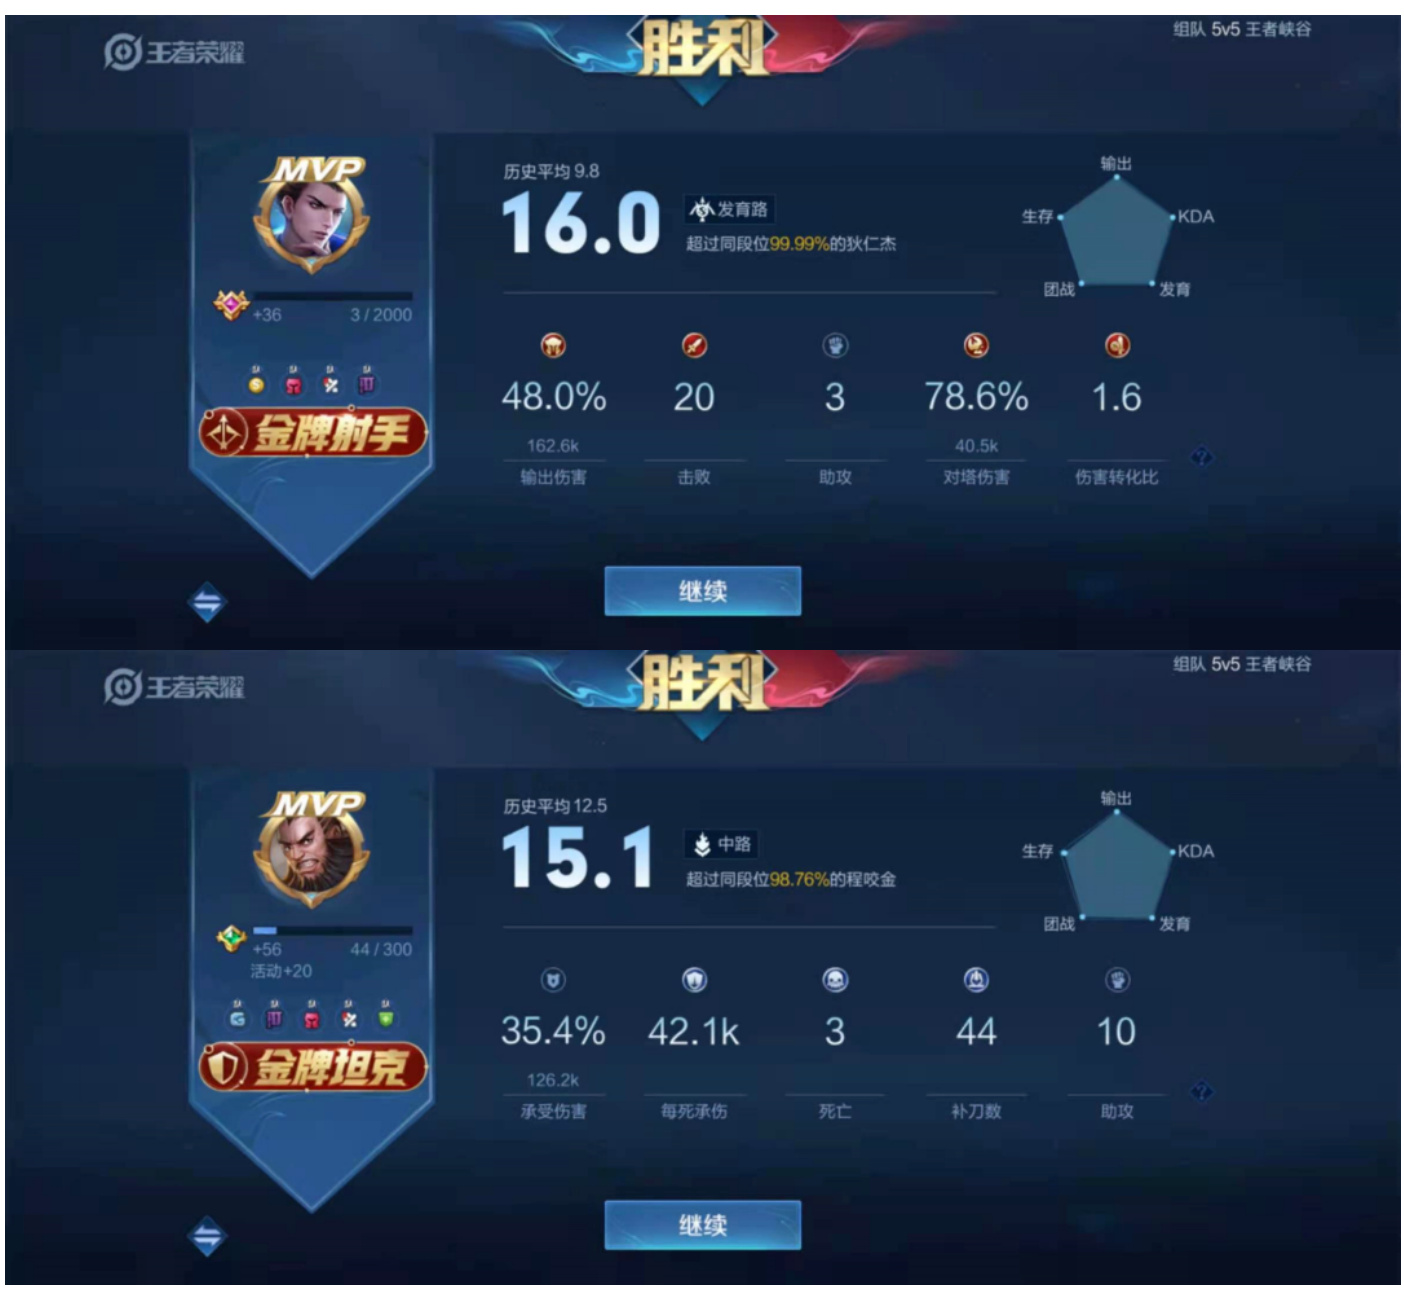 王者荣耀
胜利
组队 5v5 王者峡谷
MVP
历史平均 9.8
16.0
发育路
超过同段位99.99%的狄仁杰
输出
生存
KDA
团战
发育
+36
3 / 2000
金牌射手
48.0%
20
3
78.6%
1.6
162.6k
40.5k
输出伤害
击败
助攻
对塔伤害
伤害转化比
?
继续
王者荣耀
胜利
组队 5v5 王者峡谷
MVP
历史平均 12.5
15.1
中路
超过同段位98.76%的程咬金
输出
生存
KDA
团战
发育
+56
44 / 300
活动+20
金牌坦克
35.4%
42.1k
3
44
10
126.2k
承受伤害
每死承伤
死亡
补刀数
助攻
?
继续